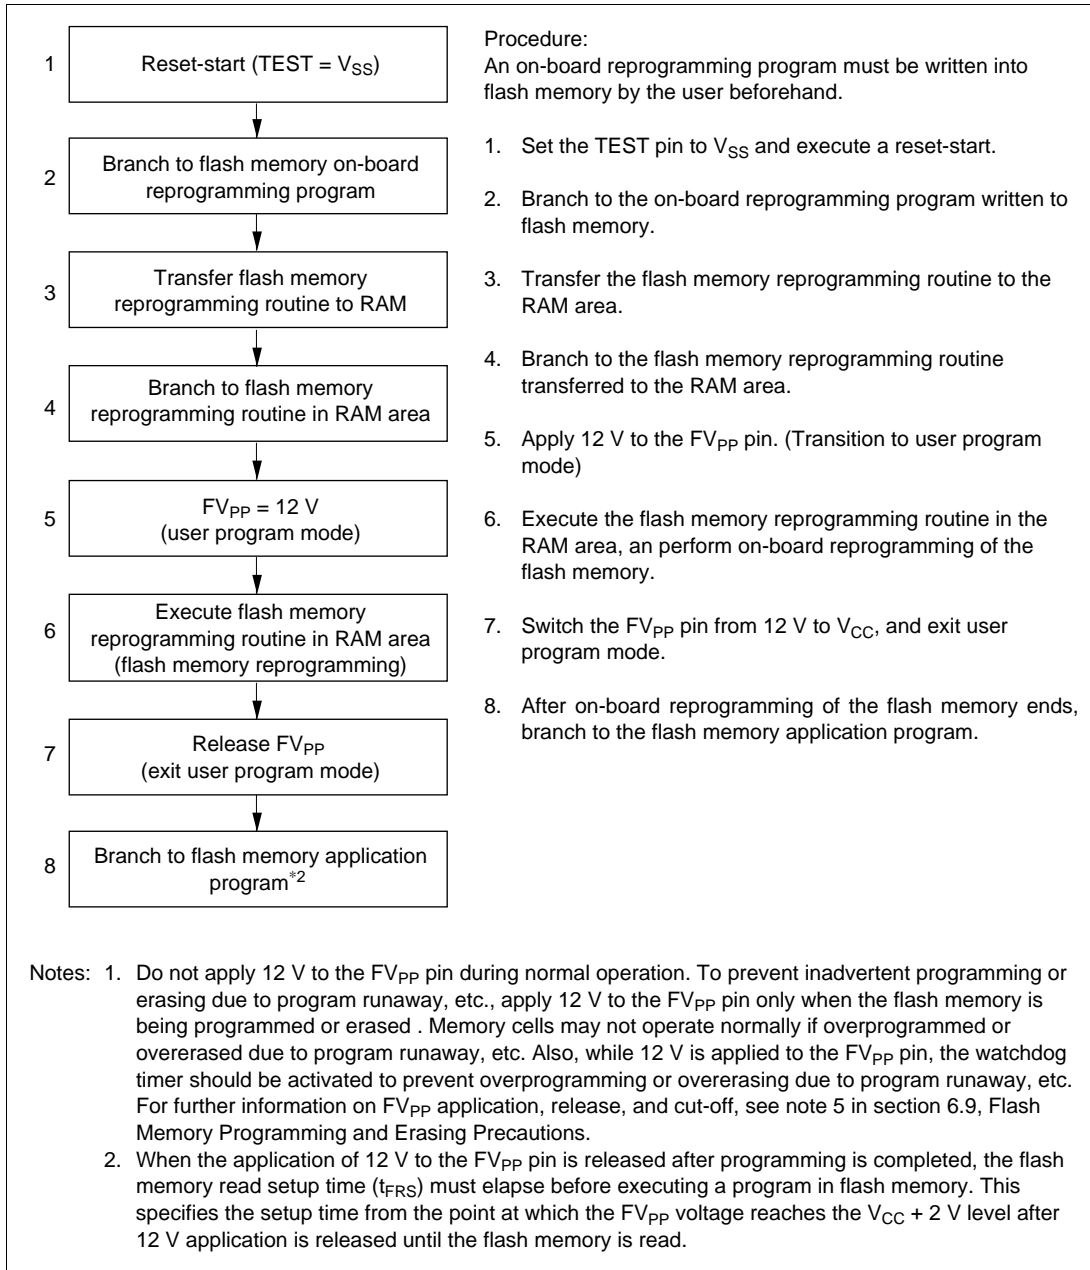 1
Reset-start (TEST = VSS)
2
Branch to flash memory on-board
reprogramming program
3
Transfer flash memory
reprogramming routine to RAM
4
Branch to flash memory
reprogramming routine in RAM area
5
FVPP = 12 V
(user program mode)
6
Execute flash memory
reprogramming routine in RAM area
(flash memory reprogramming)
7
Release FVPP
(exit user program mode)
8
Branch to flash memory application
program*2
Procedure:
An on-board reprogramming program must be written into
flash memory by the user beforehand.
1. Set the TEST pin to VSS and execute a reset-start.
2. Branch to the on-board reprogramming program written to
flash memory.
3. Transfer the flash memory reprogramming routine to the
RAM area.
4. Branch to the flash memory reprogramming routine
transferred to the RAM area.
5. Apply 12 V to the FVPP pin. (Transition to user program
mode)
6. Execute the flash memory reprogramming routine in the
RAM area, an perform on-board reprogramming of the
flash memory.
7. Switch the FVPP pin from 12 V to VCC, and exit user
program mode.
8. After on-board reprogramming of the flash memory ends,
branch to the flash memory application program.
Notes: 1. Do not apply 12 V to the FVPP pin during normal operation. To prevent inadvertent programming or
erasing due to program runaway, etc., apply 12 V to the FVPP pin only when the flash memory is
being programmed or erased . Memory cells may not operate normally if overprogrammed or
overerased due to program runaway, etc. Also, while 12 V is applied to the FVPP pin, the watchdog
timer should be activated to prevent overprogramming or overerasing due to program runaway, etc.
For further information on FVPP application, release, and cut-off, see note 5 in section 6.9, Flash
Memory Programming and Erasing Precautions.
2. When the application of 12 V to the FVPP pin is released after programming is completed, the flash
memory read setup time (tFRS) must elapse before executing a program in flash memory. This
specifies the setup time from the point at which the FVPP voltage reaches the VCC + 2 V level after
12 V application is released until the flash memory is read.